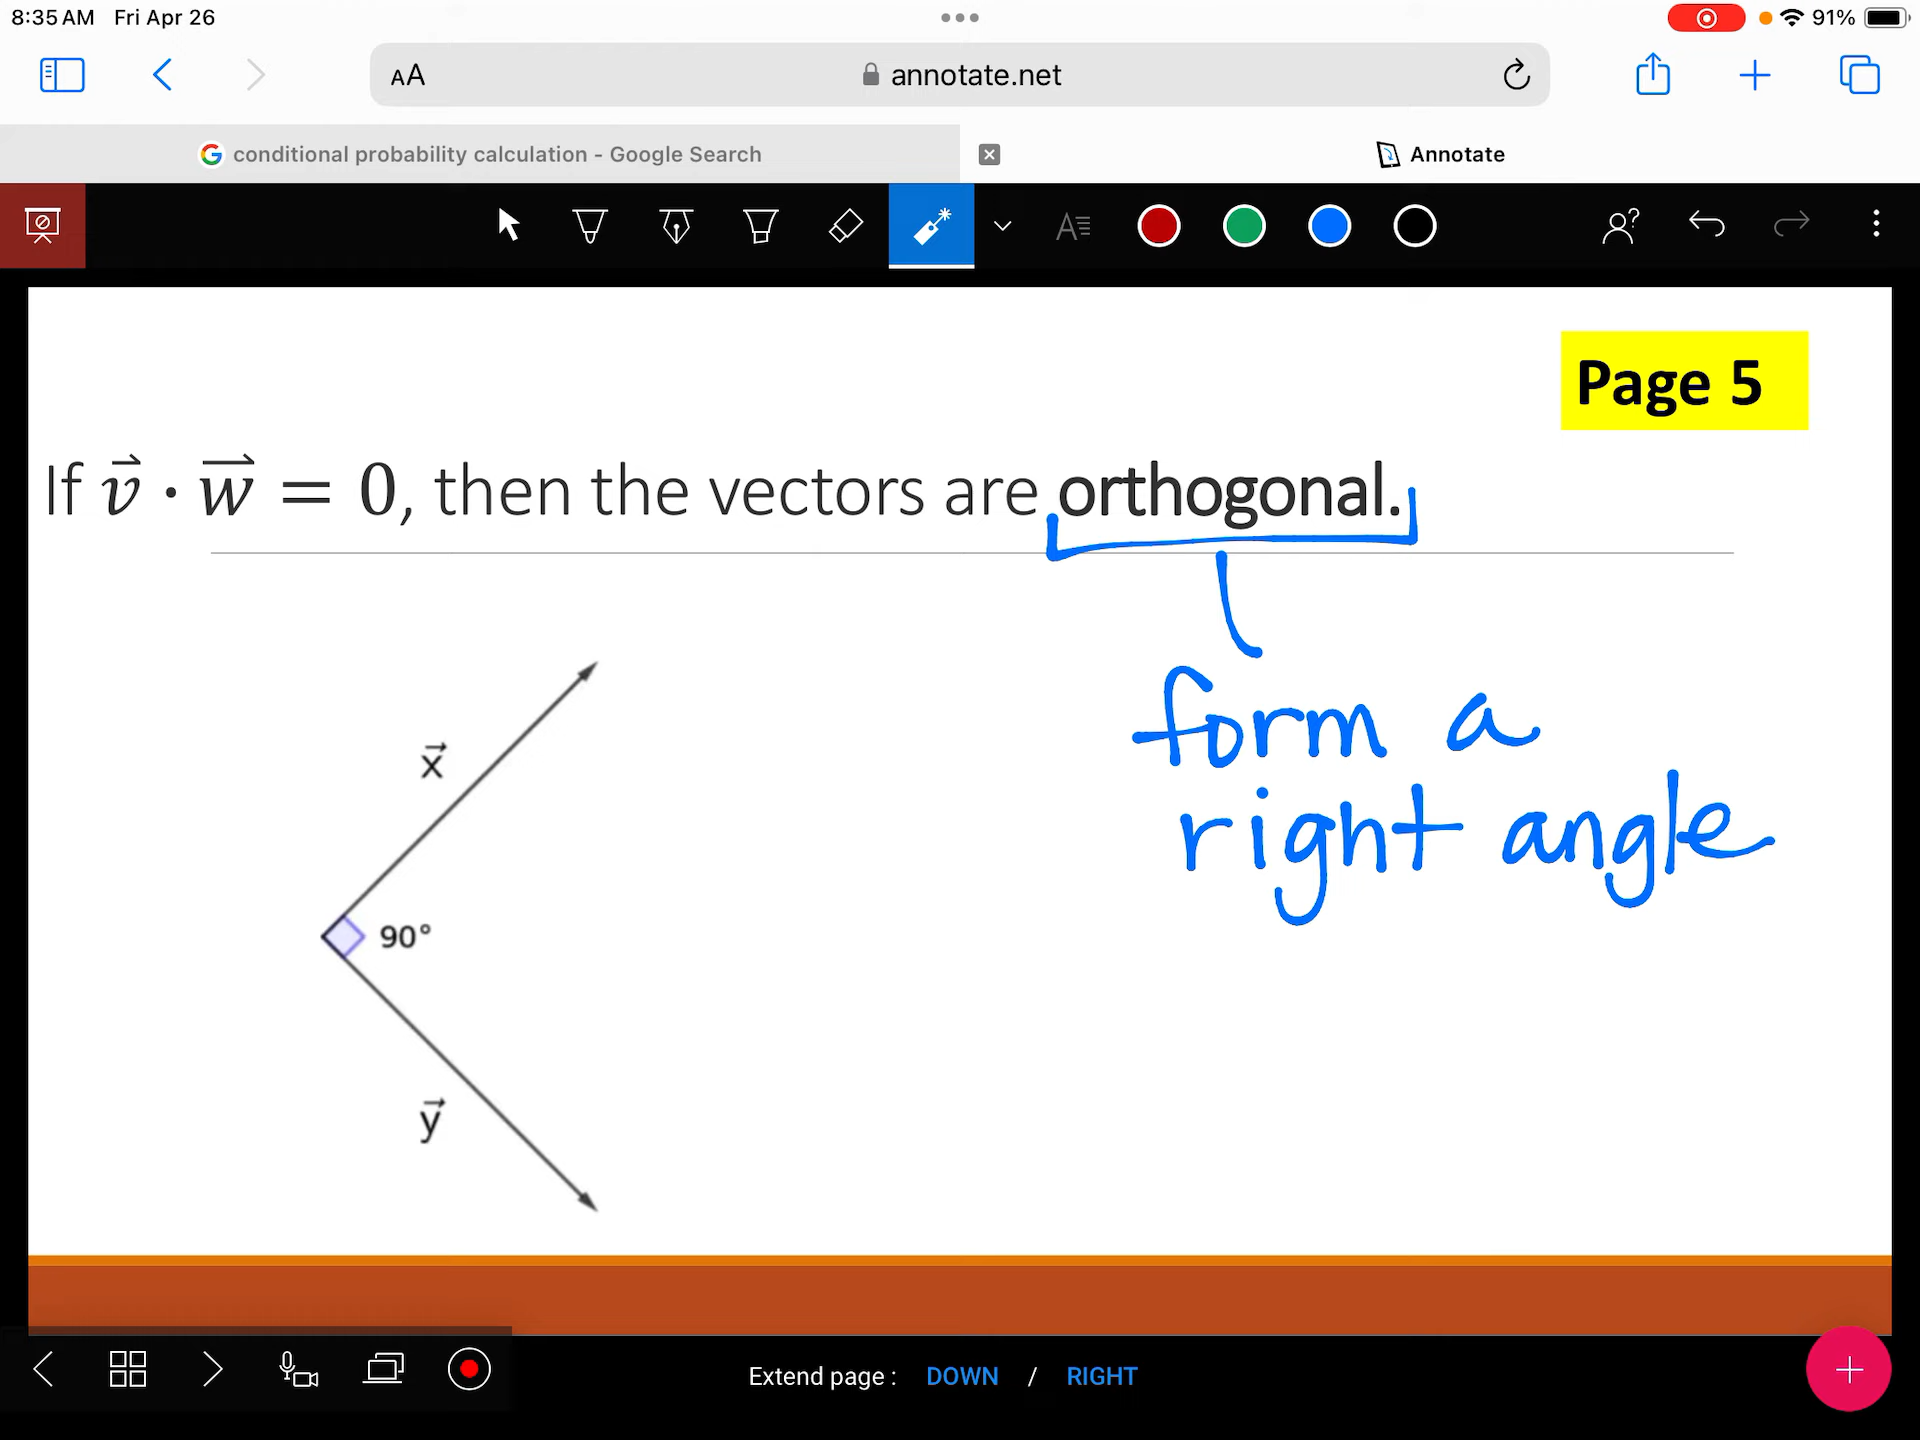 8:35 AM Fri Apr 26
91%
AA
annotate.net
conditional probability calculation - Google Search
Annotate
Page 5
If v⃗ · w⃗ = 0, then the vectors are orthogonal.
form a
right angle
x⃗
90°
y⃗
Extend page : DOWN / RIGHT